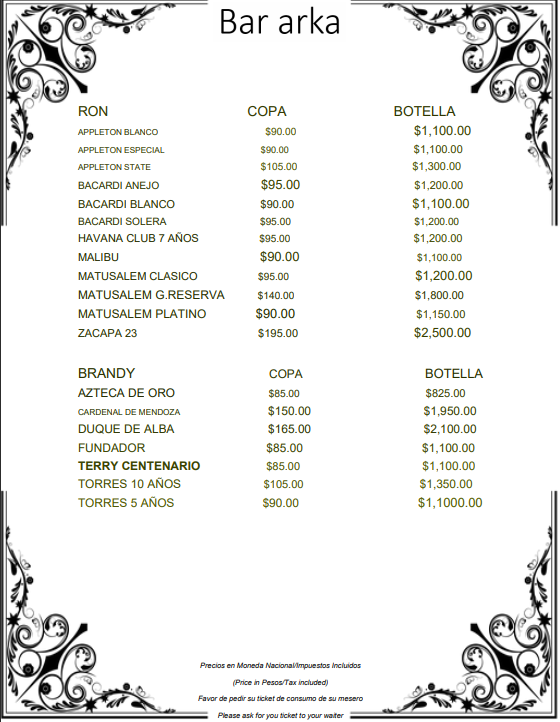 Bar arka
RON COPA BOTELLA
APPLETON BLANCO $90.00 $1,100.00
APPLETON ESPECIAL $90.00 $1,100.00
APPLETON STATE $105.00 $1,300.00
BACARDI ANEJO $95.00 $1,200.00
BACARDI BLANCO $90.00 $1,100.00
BACARDI SOLERA $95.00 $1,200.00
HAVANA CLUB 7 AÑOS $95.00 $1,200.00
MALIBU $90.00 $1,100.00
MATUSALEM CLASICO $95.00 $1,200.00
MATUSALEM G.RESERVA $140.00 $1,800.00
MATUSALEM PLATINO $90.00 $1,150.00
ZACAPA 23 $195.00 $2,500.00
BRANDY COPA BOTELLA
AZTECA DE ORO $85.00 $825.00
CARDENAL DE MENDOZA $150.00 $1,950.00
DUQUE DE ALBA $165.00 $2,100.00
FUNDADOR $85.00 $1,100.00
TERRY CENTENARIO $85.00 $1,100.00
TORRES 10 AÑOS $105.00 $1,350.00
TORRES 5 AÑOS $90.00 $1,1000.00
Precios en Moneda Nacional/Impuestos Incluidos
(Price in Pesos/Tax included)
Favor de pedir su ticket de consumo de su mesero
Please ask for you ticket to your waiter